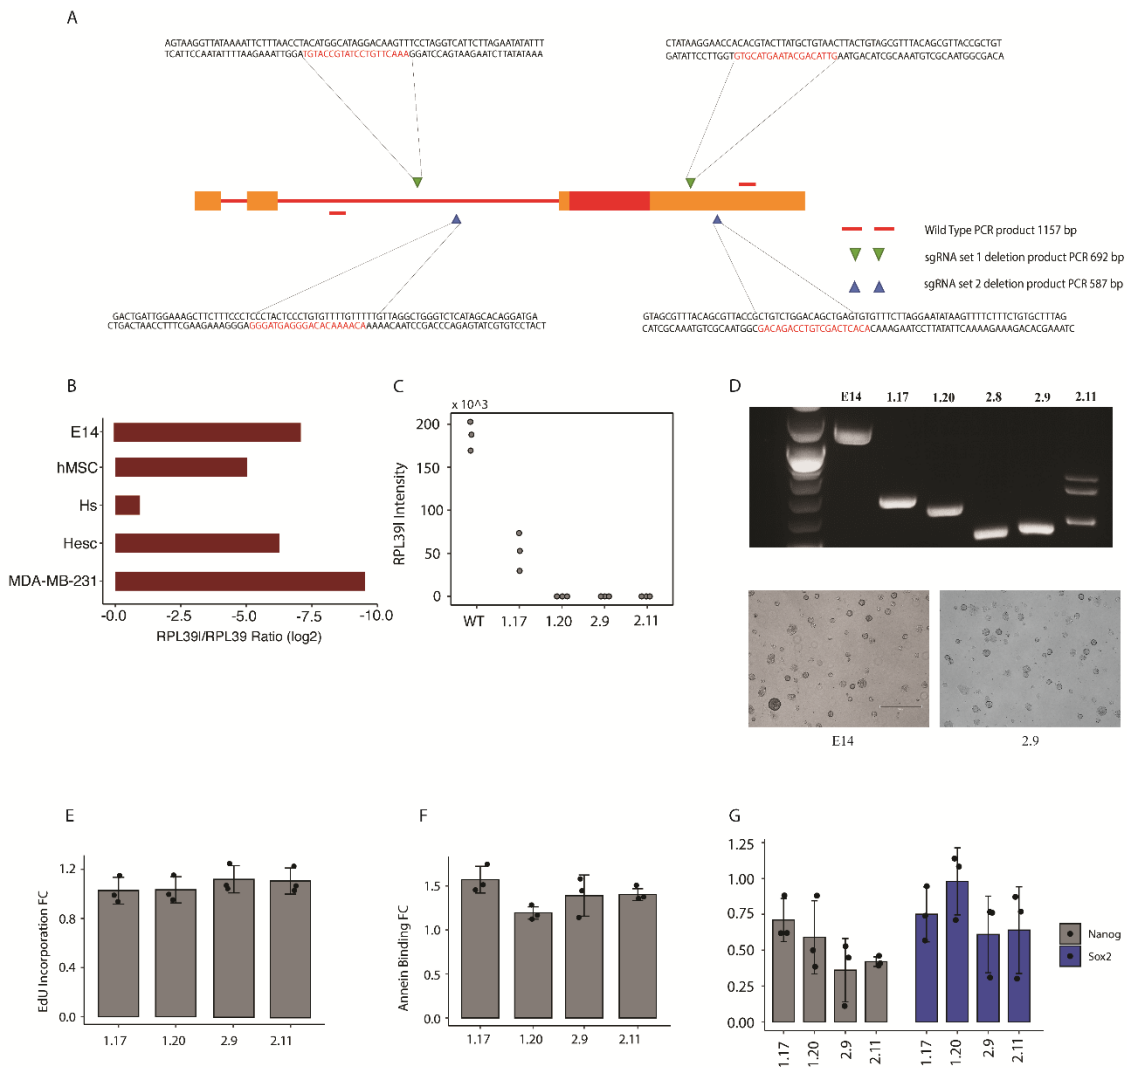 A
AGTAAGGTTATAAAATTCTTTAACCTACATGGCATAGGACAAGTTTCCTAGGTCATTCTTAGAATATATTT
TCATTCCAATATTTTAAGAAATTGGATGTACCGTATCCTGTTCAAAGGATCCAGTAAGAATCTTATATAAA
CTATAAGGAACCACACGTACTTATGCTGTAACTTACTGTAGCGTTTACAGCGTTACCGCTGT
GATATTCCTTGGTGTGCATGAATACGACATTGAATGACATCGCAAATGTCGCAATGGCGACA
Wild Type PCR product 1157 bp
sgRNA set 1 deletion product PCR 692 bp
sgRNA set 2 deletion product PCR 587 bp
GACTGATTGGAAAGCTTCTTTCCCTCCCTACTCCCTGTGTTTTGTTTTTGTTAGGCTGGGTCTCATAGCACAGGATGA
CTGACTAACCTTTCGAAGAAAGGGAGGGATGAGGGACACAAAACAAAAACAATCCGACCCAGAGTATCGTGTCCTACT
GTAGCGTTTACAGCGTTACCGCTGTCTGGACAGCTGAGTGTGTTTCTTAGGAATATAAGTTTTCTTTCTGTGCTTTAG
CATCGCAAATGTCGCAATGGCGACAGACCTGTCGACTCACACAAAGAATCCTTATATTCAAAAGAAAGACACGAAATC
B
E14
hMSC
Hs
Hesc
MDA-MB-231
-0.0 -2.5 -5.0 -7.5 -10.0
RPL39l/RPL39 Ratio (log2)
C
x 10^3
200
150
100
50
0
RPL39l Intensity
WT 1.17 1.20 2.9 2.11
D
E14 1.17 1.20 2.8 2.9 2.11
E14 2.9
E
1.2
0.8
0.4
0.0
EdU Incorporation FC
1.17 1.20 2.9 2.11
F
1.5
1.0
0.5
0.0
Annein Binding FC
1.17 1.20 2.9 2.11
G
1.25
1.00
0.75
0.50
0.25
0.00
1.17 1.20 2.9 2.11 1.17 1.20 2.9 2.11
Nanog
Sox2